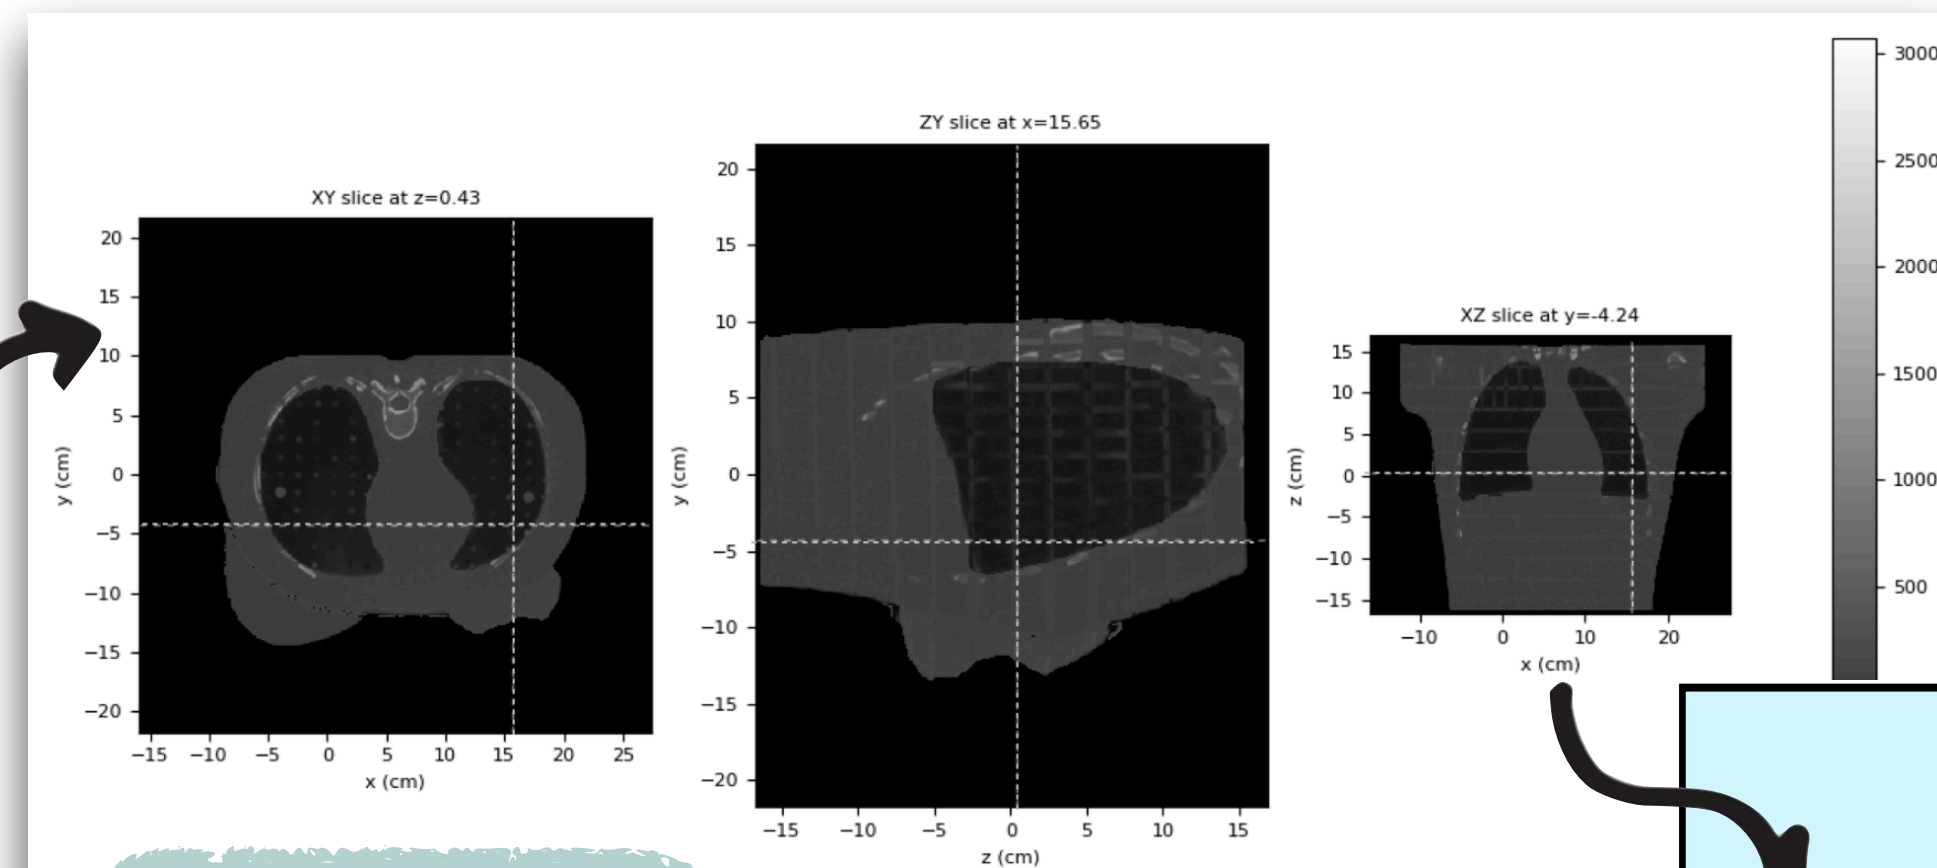 XY slice at z=0.43
20
15
10
5
0
−5
−10
−15
−20
y (cm)
−15 −10 −5 0 5 10 15 20 25
x (cm)
ZY slice at x=15.65
20
15
10
5
0
−5
−10
−15
−20
y (cm)
−15 −10 −5 0 5 10 15
z (cm)
XZ slice at y=-4.24
15
10
5
0
−5
−10
−15
z (cm)
−10 0 10 20
x (cm)
3000
2500
2000
1500
1000
500